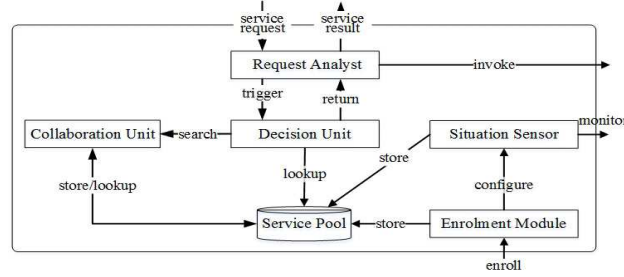 service
request
service
result
Request Analyst
invoke
trigger
return
monitor
Collaboration Unit
search
Decision Unit
Situation Sensor
store
lookup
store/lookup
configure
Service Pool
store
Enrolment Module
enroll